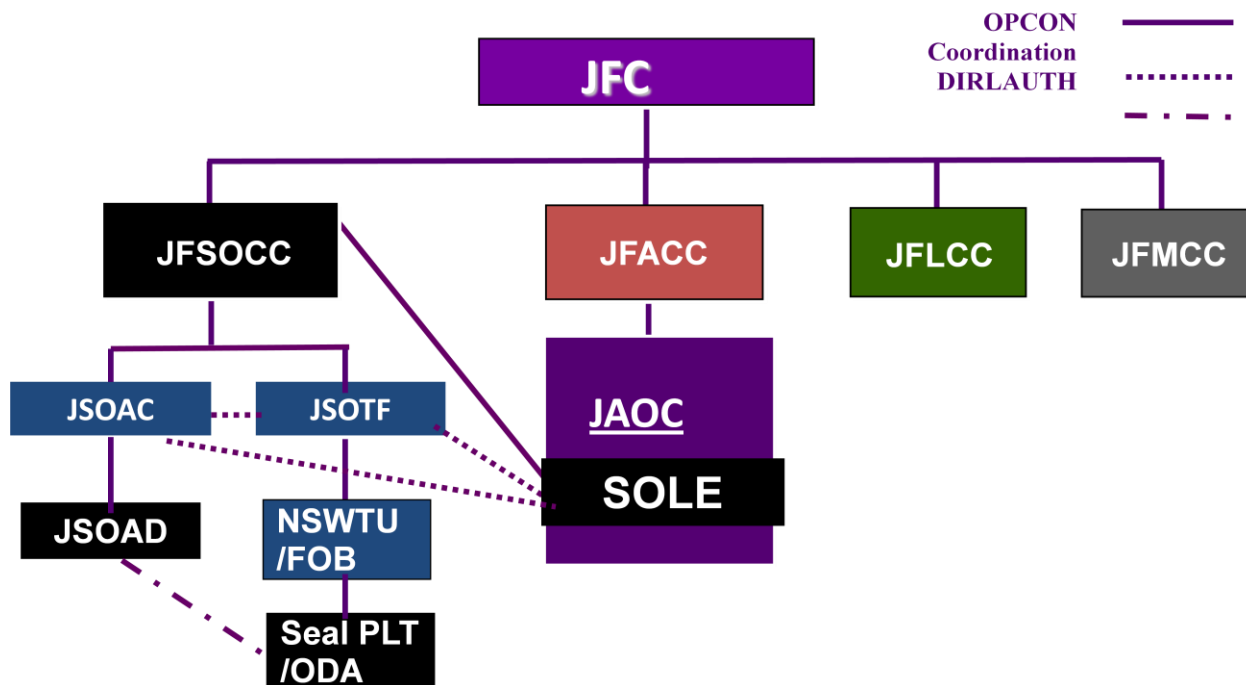 OPCON
Coordination
DIRLAUTH
JFC
JFSOCC
JFACC
JFLCC
JFMCC
JSOAC
JSOTF
JAOC
SOLE
JSOAD
NSWTU
/FOB
Seal PLT
/ODA